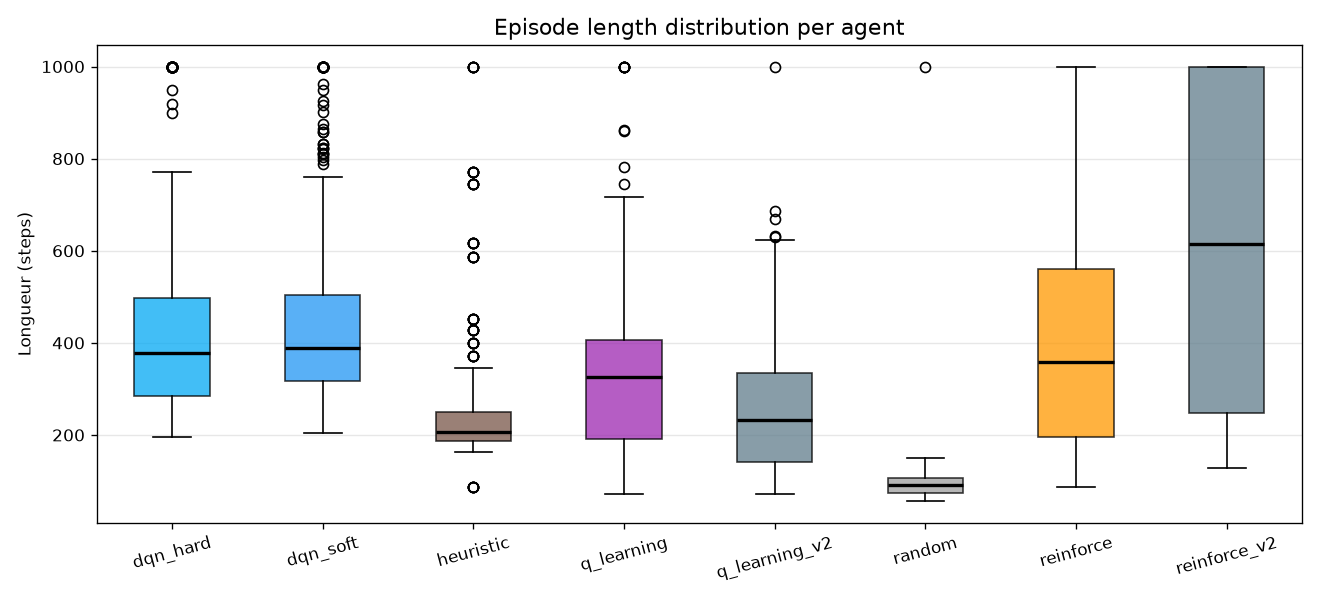 Episode length distribution per agent
Longueur (steps)
1000
800
600
400
200
dqn_hard
dqn_soft
heuristic
q_learning
q_learning_v2
random
reinforce
reinforce_v2